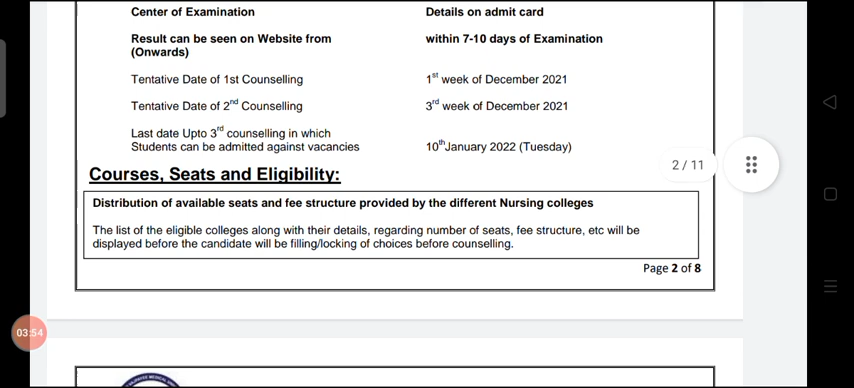 Center of Examination Details on admit card
Result can be seen on Website from within 7-10 days of Examination
(Onwards)
Tentative Date of 1st Counselling 1st week of December 2021
Tentative Date of 2nd Counselling 3rd week of December 2021
Last date Upto 3rd counselling in which
Students can be admitted against vacancies 10th January 2022 (Tuesday)
2 / 11
Courses, Seats and Eligibility:
Distribution of available seats and fee structure provided by the different Nursing colleges
The list of the eligible colleges along with their details, regarding number of seats, fee structure, etc will be
displayed before the candidate will be filling/locking of choices before counselling.
Page 2 of 8
03:54